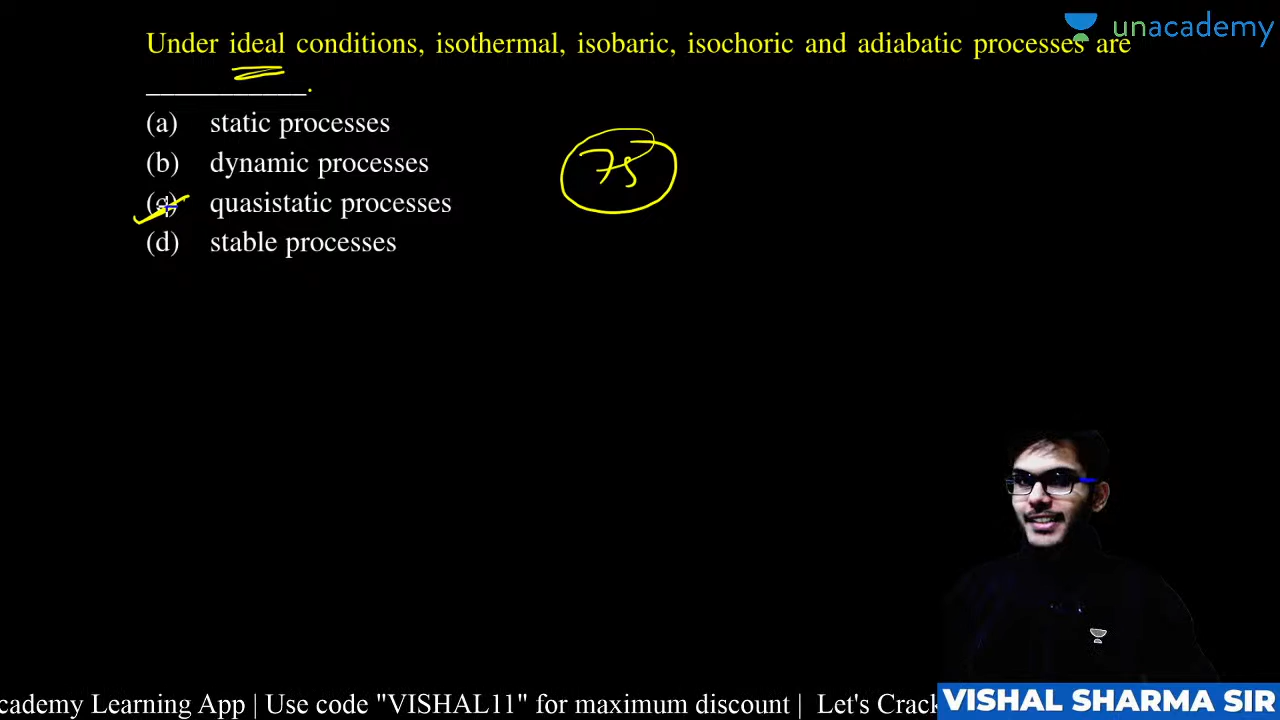 unacademy
Under ideal conditions, isothermal, isobaric, isochoric and adiabatic processes are
___________.
(a) static processes
(b) dynamic processes
75
(c) quasistatic processes
(d) stable processes
cademy Learning App | Use code "VISHAL11" for maximum discount | Let's Crack
VISHAL SHARMA SIR